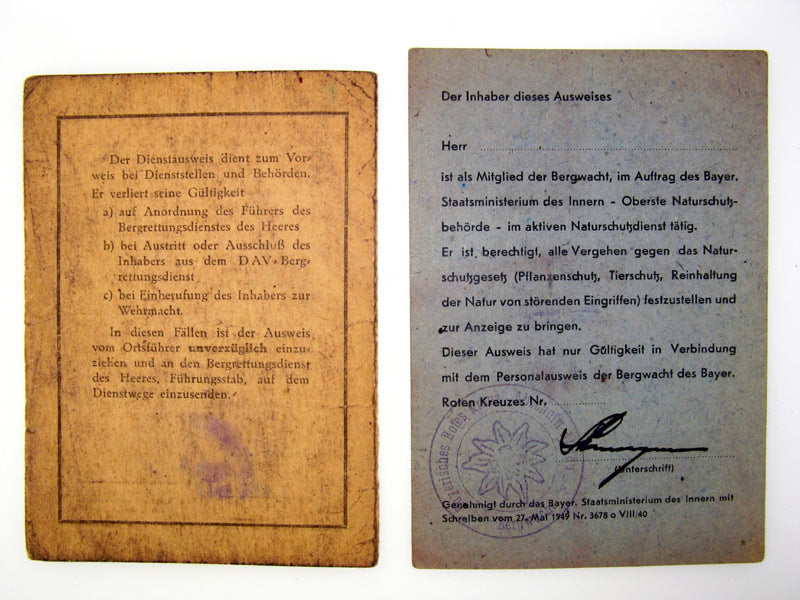 Der Dienstausweis dient zum Vor-
weis bei Dienststellen und Behörden.
Er verliert seine Gültigkeit
a) auf Anordnung des Führers des
Bergrettungsdienstes des Heeres
b) bei Austritt oder Ausschluß des
Inhabers aus dem DAV-Berg-
rettungsdienst
c) bei Einberufung des Inhabers zur
Wehrmacht.
In diesen Fällen ist der Ausweis
vom Ortsführer unverzüglich einzu-
ziehen und an den Bergrettungsdienst
des Heeres, Führungsstab, auf dem
Dienstwege einzusenden.
Der Inhaber dieses Ausweises
Herr
ist als Mitglied der Bergwacht, im Auftrag des Bayer.
Staatsministerium des Innern - Oberste Naturschutz-
behörde - im aktiven Naturschutzdienst tätig.
Er ist berechtigt, alle Vergehen gegen das Natur-
schutzgesetz (Pflanzenschutz, Tierschutz, Reinhaltung
der Natur von störenden Eingriffen) festzustellen und
zur Anzeige zu bringen.
Dieser Ausweis hat nur Gültigkeit in Verbindung
mit dem Personalausweis der Bergwacht des Bayer.
Roten Kreuzes Nr.
Bayerisches Rotes
(Unterschrift)
Genehmigt durch das Bayer. Staatsministerium des Innern mit
Schreiben vom 27. Mai 1949 Nr. 3678 o VIII/40